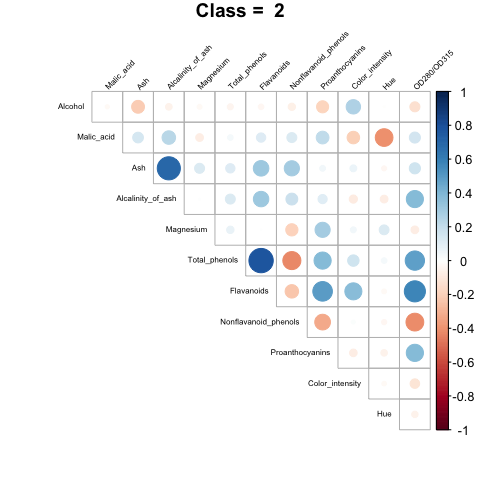 Class = 2
Malic_acid
Ash
Alcalinity_of_ash
Magnesium
Total_phenols
Flavanoids
Nonflavanoid_phenols
Proanthocyanins
Color_intensity
Hue
OD280/OD315
Alcohol
Malic_acid
Ash
Alcalinity_of_ash
Magnesium
Total_phenols
Flavanoids
Nonflavanoid_phenols
Proanthocyanins
Color_intensity
Hue
1
0.8
0.6
0.4
0.2
0
-0.2
-0.4
-0.6
-0.8
-1